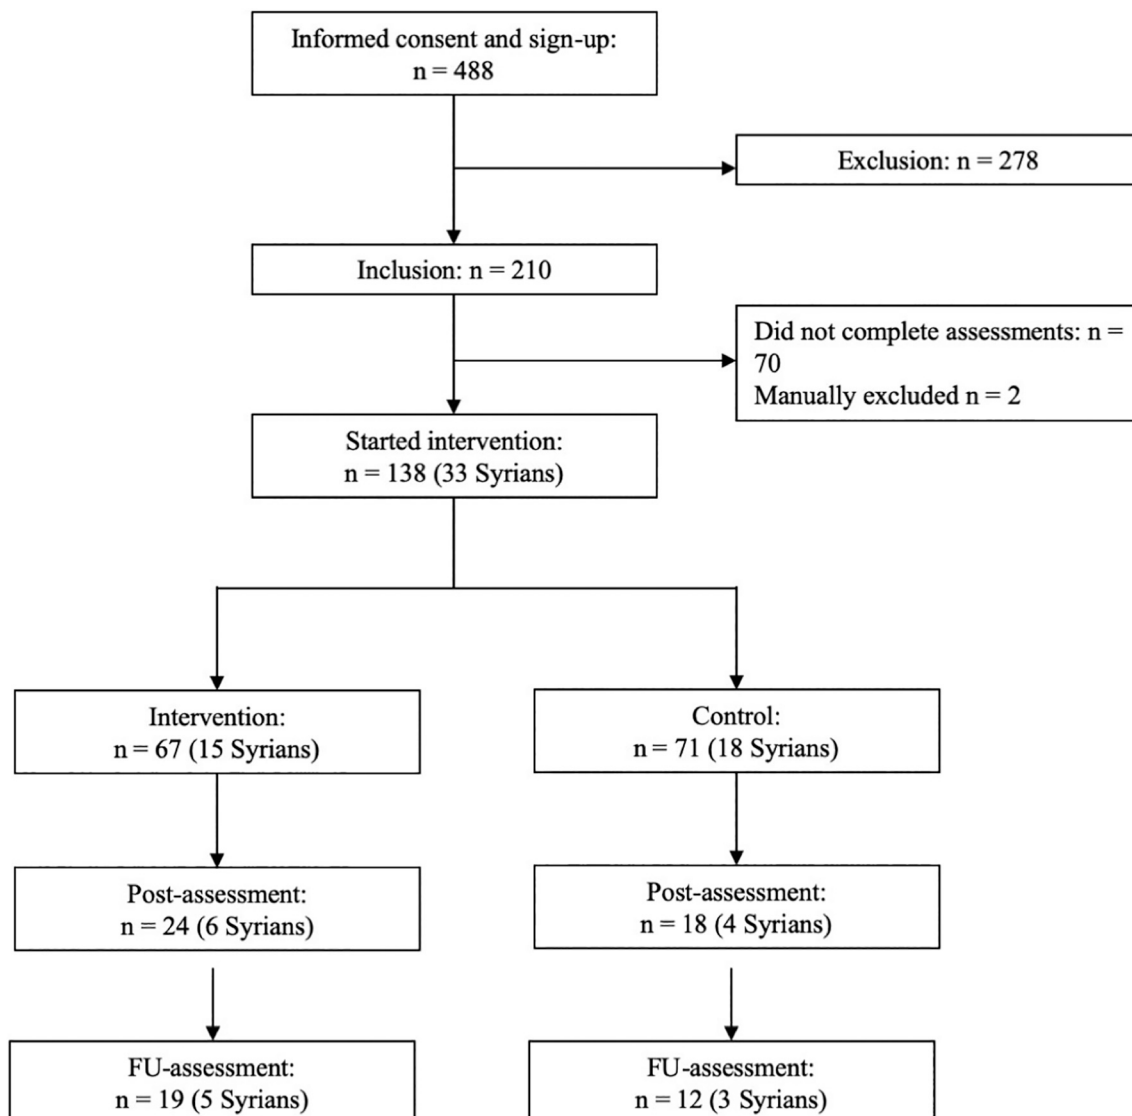 Informed consent and sign-up:
n = 488
Exclusion: n = 278
Inclusion: n = 210
Did not complete assessments: n =
70
Manually excluded n = 2
Started intervention:
n = 138 (33 Syrians)
Intervention:
n = 67 (15 Syrians)
Control:
n = 71 (18 Syrians)
Post-assessment:
n = 24 (6 Syrians)
Post-assessment:
n = 18 (4 Syrians)
FU-assessment:
n = 19 (5 Syrians)
FU-assessment:
n = 12 (3 Syrians)